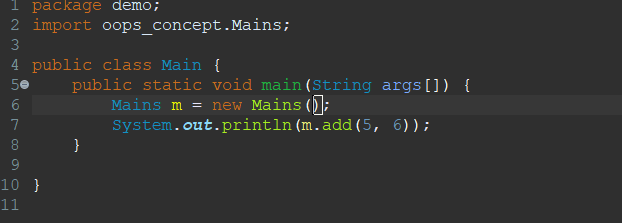 1 package demo;
2 import oops_concept.Mains;
3
4 public class Main {
5 public static void main(String args[]) {
6 Mains m = new Mains();
7 System.out.println(m.add(5, 6));
8 }
9
10 }
11